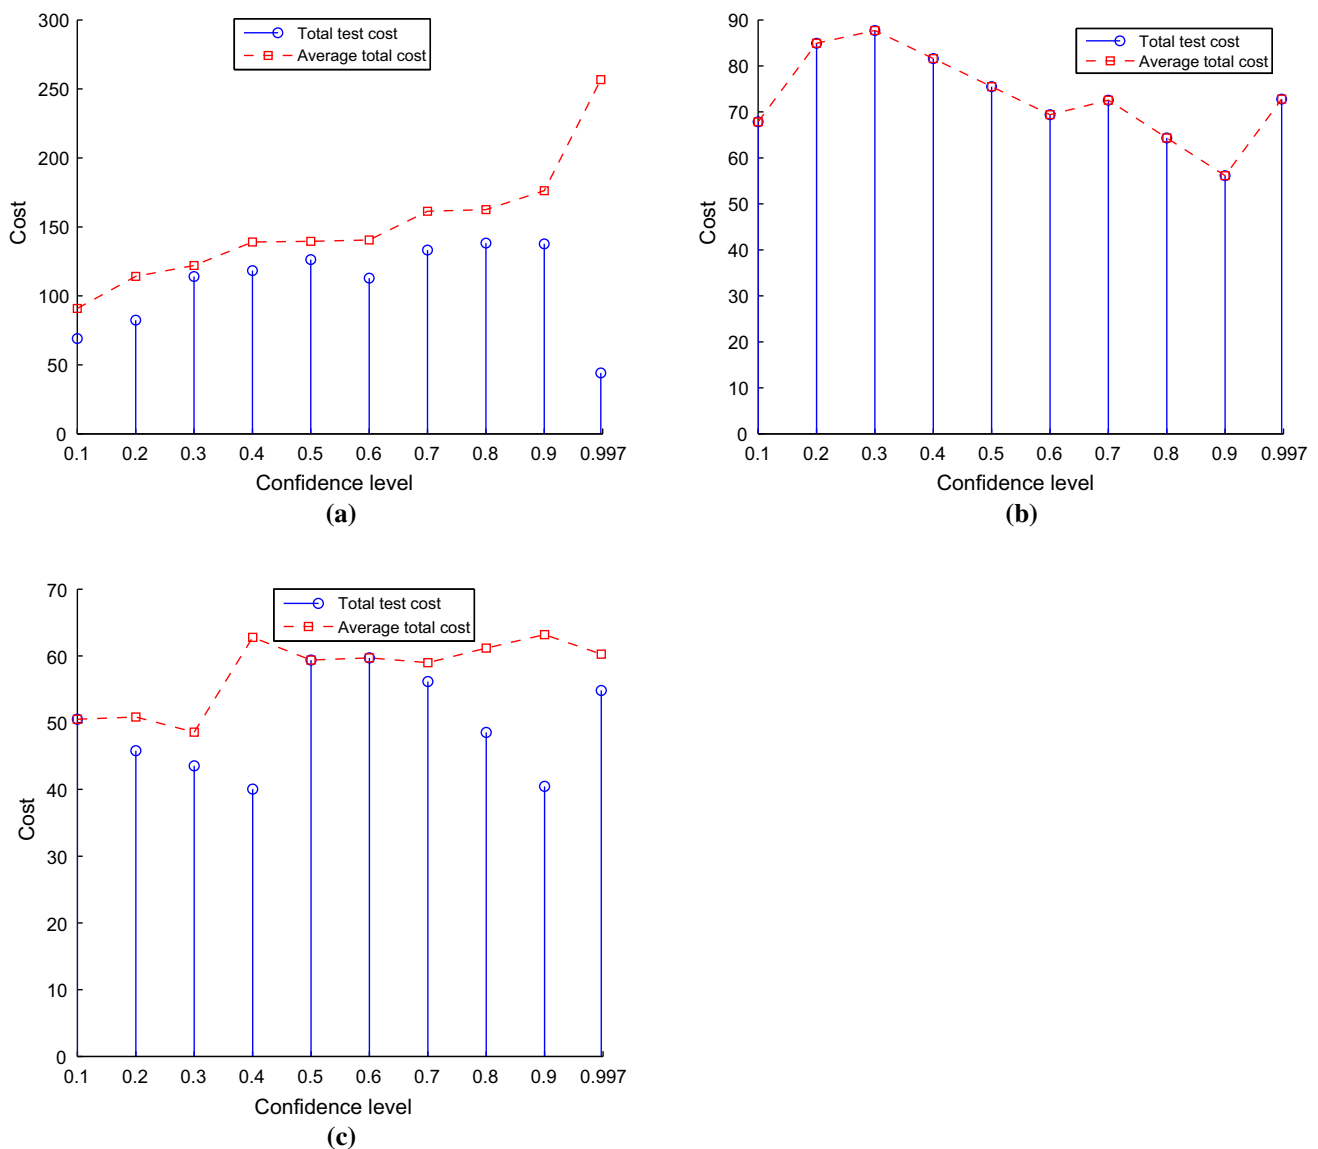 300
250
200
150
100
50
0
Cost
Total test cost
Average total cost
0.1 0.2 0.3 0.4 0.5 0.6 0.7 0.8 0.9 0.997
Confidence level
(a)
90
80
70
60
50
40
30
20
10
0
Cost
Total test cost
Average total cost
0.1 0.2 0.3 0.4 0.5 0.6 0.7 0.8 0.9 0.997
Confidence level
(b)
70
60
50
40
30
20
10
0
Cost
Total test cost
Average total cost
0.1 0.2 0.3 0.4 0.5 0.6 0.7 0.8 0.9 0.997
Confidence level
(c)